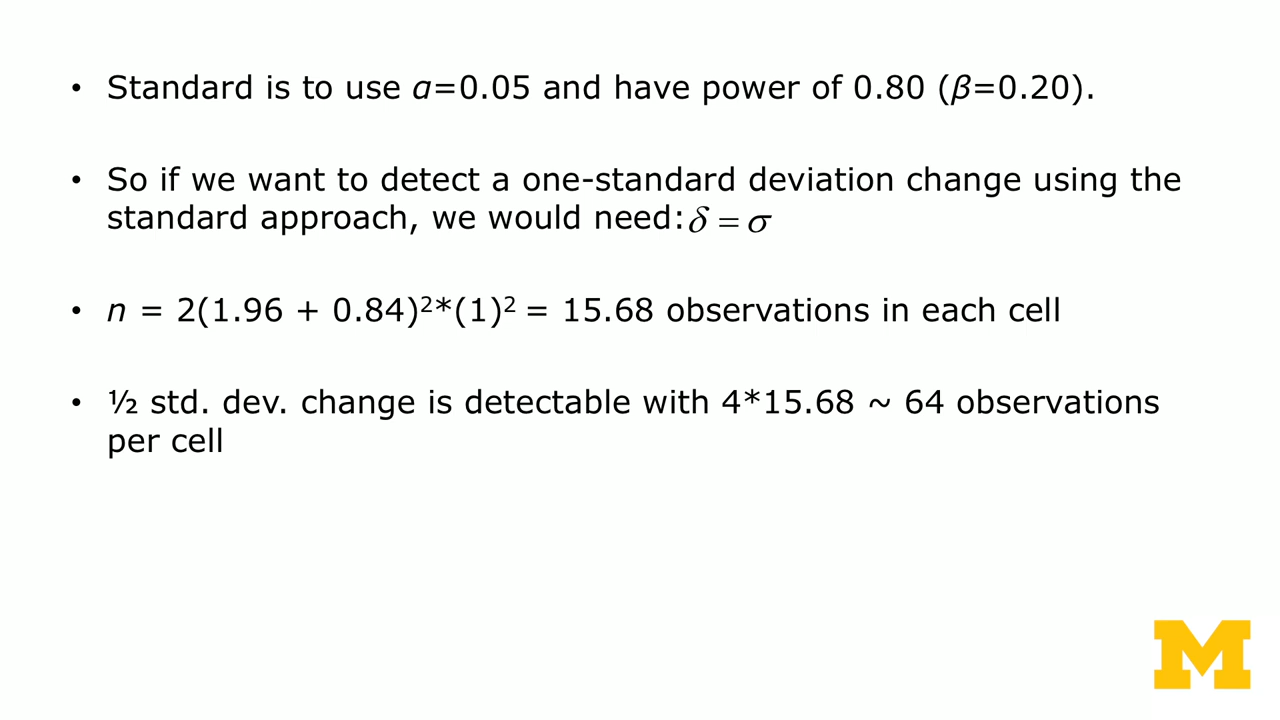 • Standard is to use α=0.05 and have power of 0.80 (β=0.20).
• So if we want to detect a one-standard deviation change using the
standard approach, we would need: δ = σ
• n = 2(1.96 + 0.84)²*(1)² = 15.68 observations in each cell
• ½ std. dev. change is detectable with 4*15.68 ~ 64 observations
per cell
M